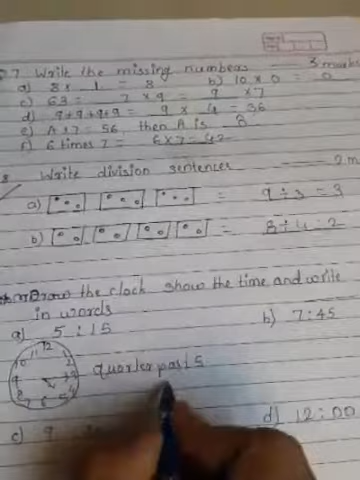 Q.7 Write the missing numbers — 3 marks
a) 8 x 1 = 8 b) 10 x 0 = 0
c) 63 = 7 x 9 = 9 x 7
d) 9+9+9+9 = 9 x 4 = 36
e) A x 7 = 56, then A is 8
f) 6 times 7 = 6 x 7 = 42
8 Write division sentences — 2 m
a) = 9 ÷ 3 = 3
b) = 8 ÷ 4 = 2
Draw the clock show the time and write
in words
a) 5:15 b) 7:45
quarter past 5
c) 9 d) 12:00